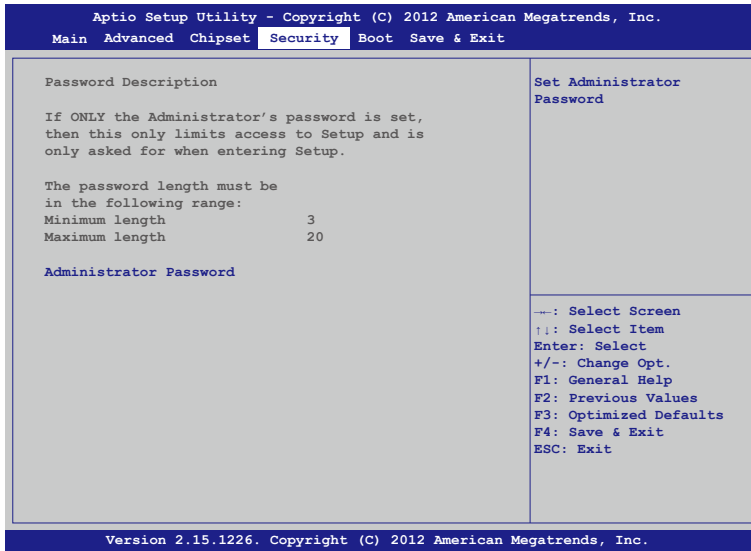 Aptio Setup Utility - Copyright (C) 2012 American Megatrends, Inc.
Main Advanced Chipset Security Boot Save & Exit
Password Description
If ONLY the Administrator's password is set,
then this only limits access to Setup and is
only asked for when entering Setup.
The password length must be
in the following range:
Minimum length 3
Maximum length 20
Administrator Password
Set Administrator
Password
→←: Select Screen
↑↓: Select Item
Enter: Select
+/-: Change Opt.
F1: General Help
F2: Previous Values
F3: Optimized Defaults
F4: Save & Exit
ESC: Exit
Version 2.15.1226. Copyright (C) 2012 American Megatrends, Inc.